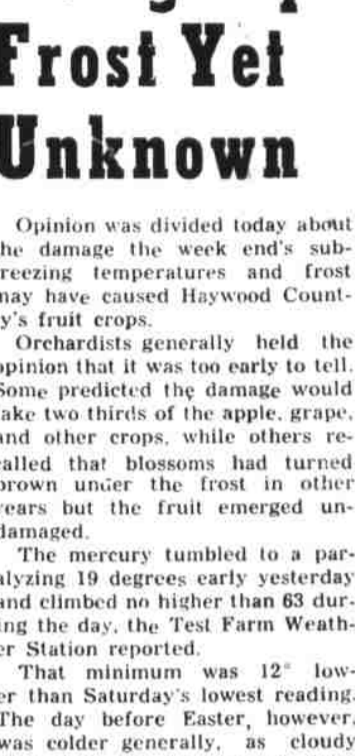 Frost Yet
Unknown
Opinion was divided today about
he damage the week end's sub-
reezing temperatures and frost
nay have caused Haywood Count-
y's fruit crops.
Orchardists generally held the
opinion that it was too early to tell.
Some predicted the damage would
ake two thirds of the apple, grape,
and other crops, while others re-
alled that blossoms had turned
brown under the frost in other
ears but the fruit emerged un-
damaged.
The mercury tumbled to a par-
alyzing 19 degrees early yesterday
and climbed no higher than 63 dur-
ing the day, the Test Farm Weath-
er Station reported.
That minimum was 12° low-
er than Saturday's lowest reading.
The day before Easter, however,
was colder generally, as cloudy